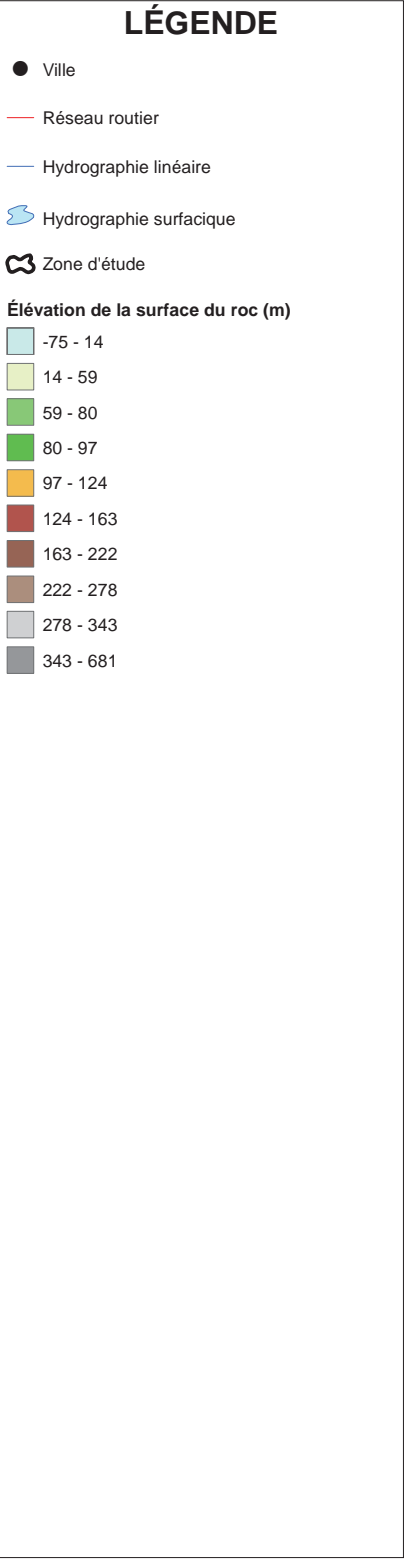 LÉGENDE
Ville
Réseau routier
Hydrographie linéaire
Hydrographie surfacique
Zone d'étude
Élévation de la surface du roc (m)
-75 - 14
14 - 59
59 - 80
80 - 97
97 - 124
124 - 163
163 - 222
222 - 278
278 - 343
343 - 681